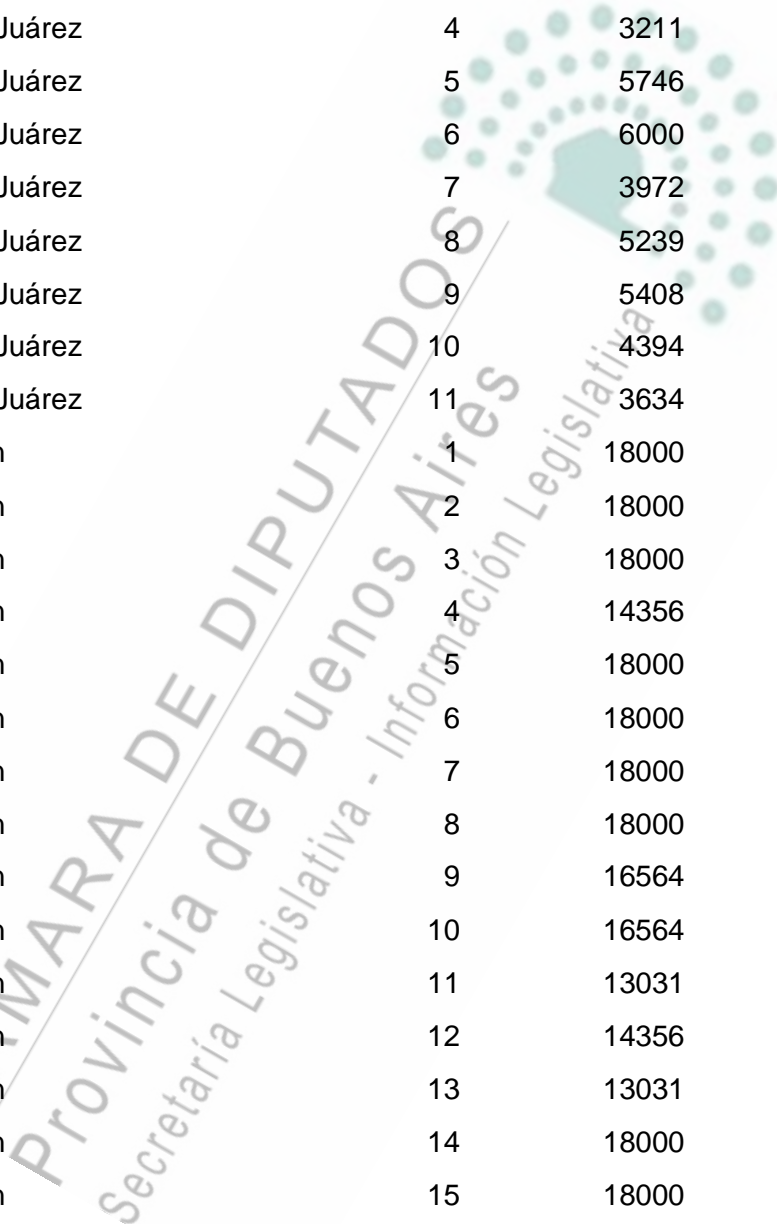 Juárez 4 3211
Juárez 5 5746
Juárez 6 6000
Juárez 7 3972
Juárez 8 5239
Juárez 9 5408
Juárez 10 4394
Juárez 11 3634
n 1 18000
n 2 18000
n 3 18000
n 4 14356
n 5 18000
n 6 18000
n 7 18000
n 8 18000
n 9 16564
n 10 16564
n 11 13031
n 12 14356
n 13 13031
n 14 18000
n 15 18000
MARA DE DIPUTADOS
Provincia de Buenos Aires
Secretaría Legislativa - Información Legislativa